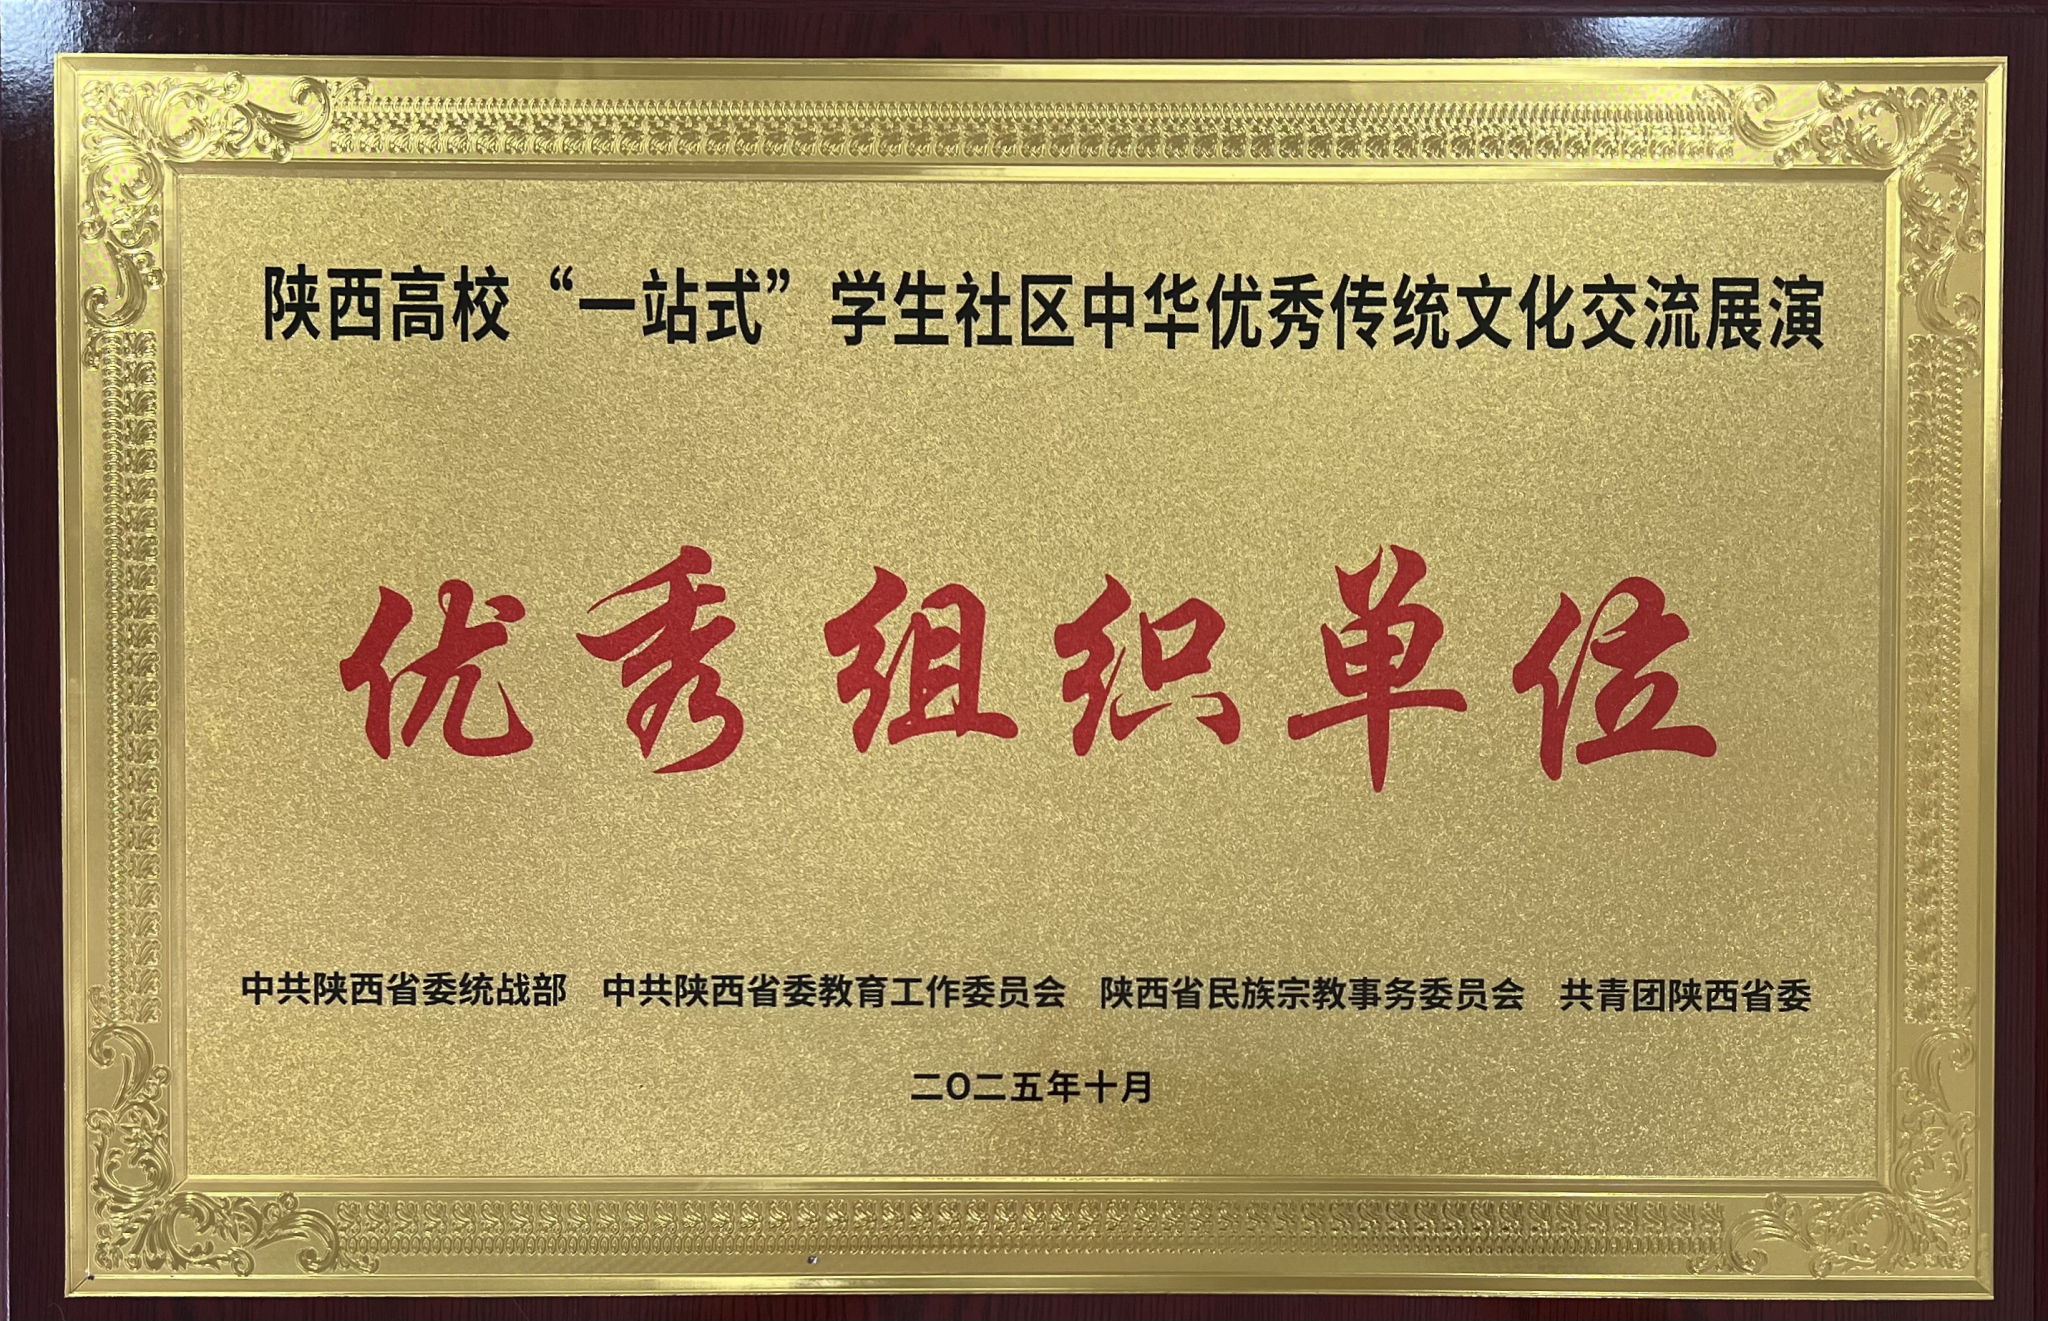 陕西高校“一站式”学生社区中华优秀传统文化交流展演
优秀组织单位
中共陕西省委统战部 中共陕西省委教育工作委员会 陕西省民族宗教事务委员会 共青团陕西省委
二〇二五年十月